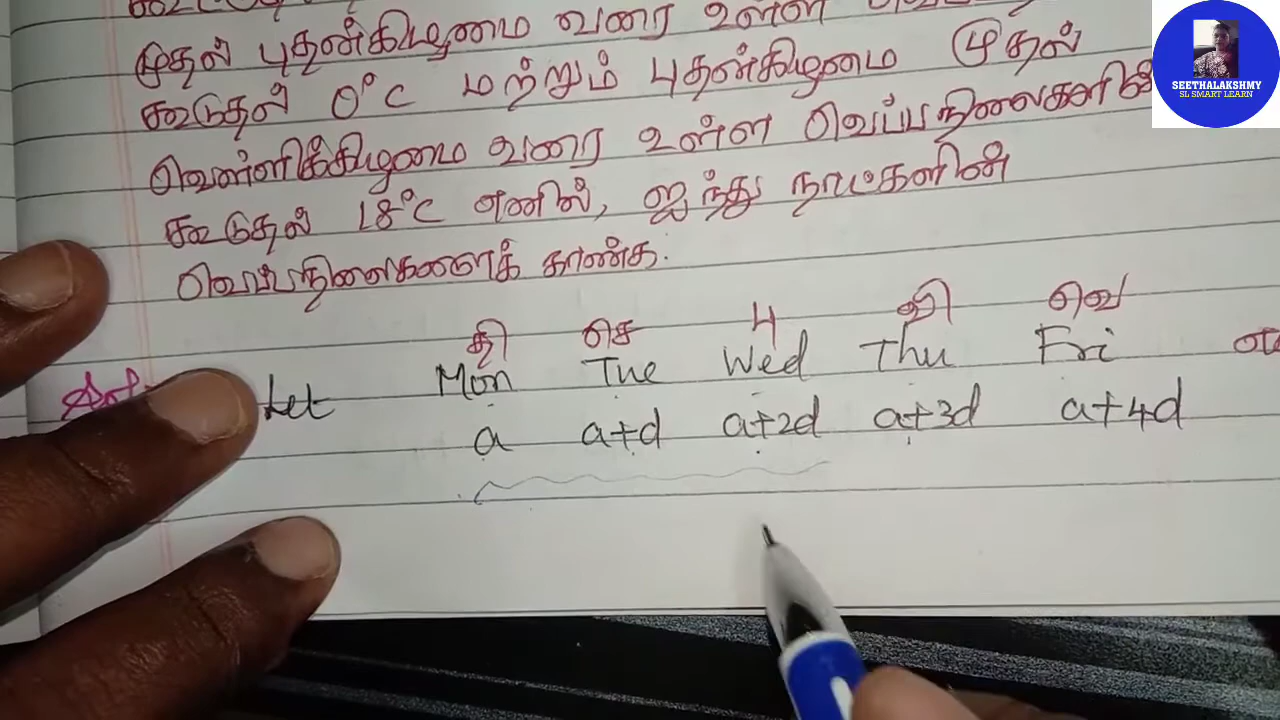 முதல் புதன்கிழமை வரை உள்ள
கூடுதல் 0°C மற்றும் புதன்கிழமை முதல்
வெள்ளிக்கிழமை வரை உள்ள வெப்பநிலைகளின்
கூடுதல் 18°C எனில், ஐந்து நாட்களின்
வெப்பநிலைகளைக் காண்க.
தி செ பு வி வெ
Let Mon Tue Wed Thu Fri
a a+d a+2d a+3d a+4d
SEETHALAKSHMY
SL SMART LEARN